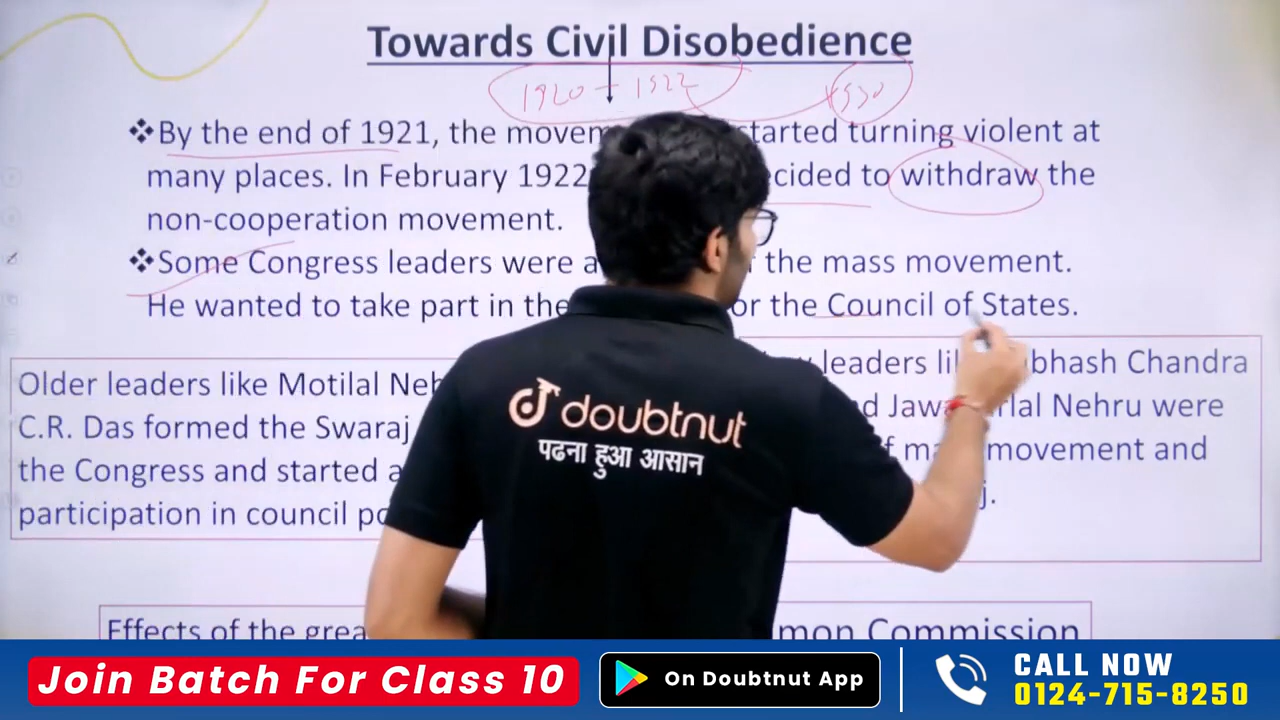 Towards Civil Disobedience
1920 - 1922
1930
❖By the end of 1921, the movem started turning violent at
many places. In February 1922 cided to withdraw the
non-cooperation movement.
❖Some Congress leaders were a f the mass movement.
He wanted to take part in the or the Council of States.
Older leaders like Motilal Neh
C.R. Das formed the Swaraj
the Congress and started a
participation in council po
leaders li bhash Chandra
d Jawa rlal Nehru were
f ma movement and
j.
doubtnut
पढना हुआ आसान
Effects of the grea mon Commission
Join Batch For Class 10
On Doubtnut App
CALL NOW
0124-715-8250